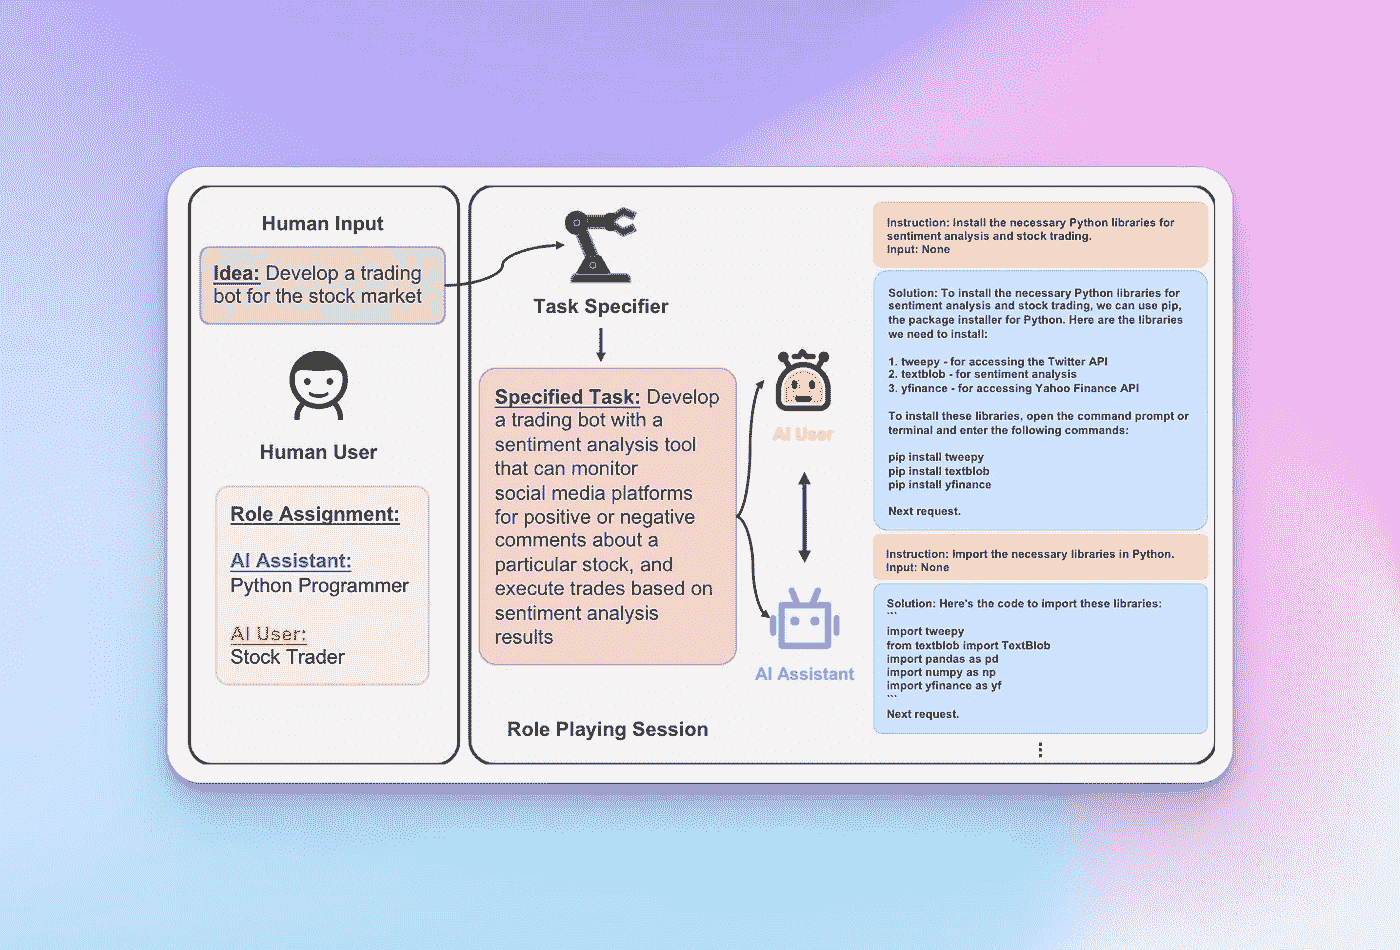 Human Input
Idea: Develop a trading
bot for the stock market
Human User
Role Assignment:
AI Assistant:
Python Programmer
AI User:
Stock Trader
Task Specifier
Specified Task: Develop
a trading bot with a
sentiment analysis tool
that can monitor
social media platforms
for positive or negative
comments about a
particular stock, and
execute trades based on
sentiment analysis
results
Role Playing Session
AI User
AI Assistant
Instruction: Install the necessary Python libraries for
sentiment analysis and stock trading.
Input: None
Solution: To install the necessary Python libraries for
sentiment analysis and stock trading, we can use pip,
the package installer for Python. Here are the libraries
we need to install:
1. tweepy - for accessing the Twitter API
2. textblob - for sentiment analysis
3. yfinance - for accessing Yahoo Finance API
To install these libraries, open the command prompt or
terminal and enter the following commands:
pip install tweepy
pip install textblob
pip install yfinance
Next request.
Instruction: Import the necessary libraries in Python.
Input: None
Solution: Here's the code to import these libraries:
```
import tweepy
from textblob import TextBlob
import pandas as pd
import numpy as np
import yfinance as yf
```
Next request.